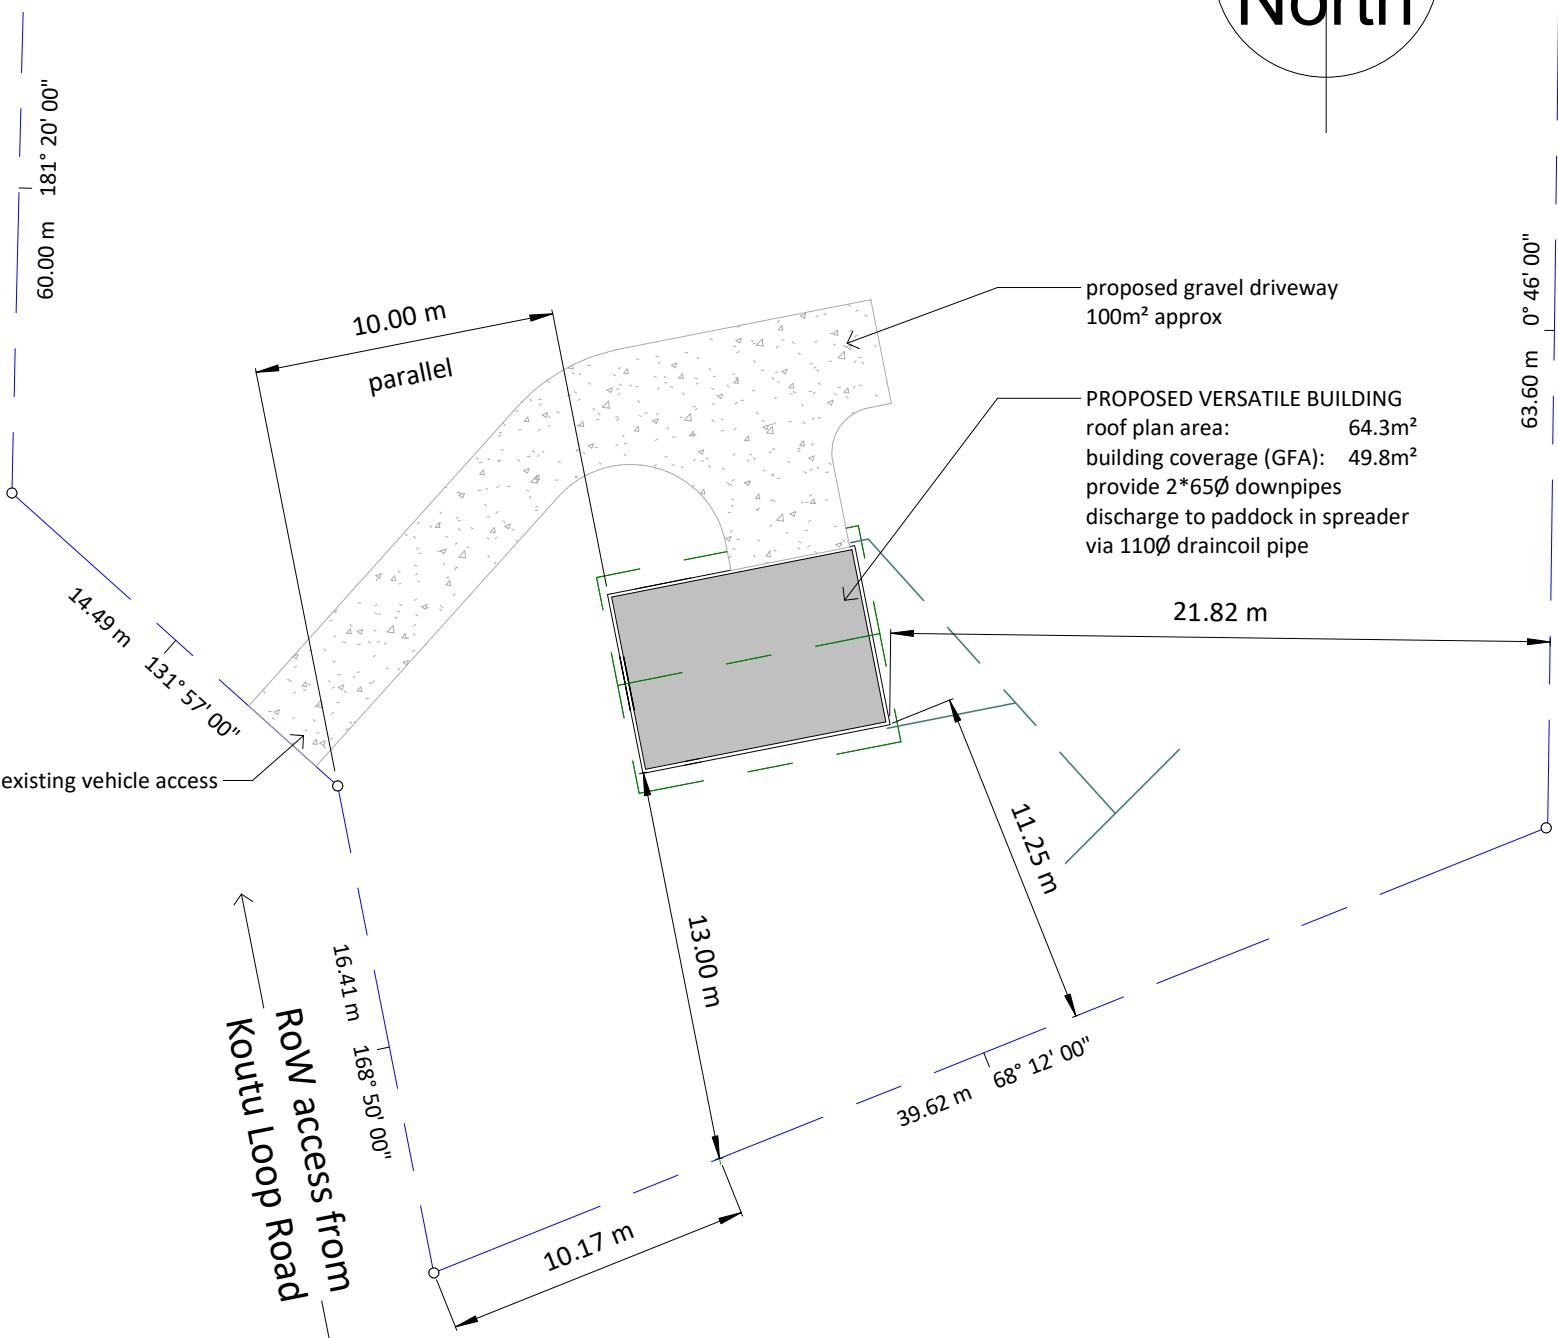 North
60.00 m 181° 20' 00"
10.00 m
parallel
proposed gravel driveway
100m² approx
63.60 m 0° 46' 00"
PROPOSED VERSATILE BUILDING
roof plan area: 64.3m²
building coverage (GFA): 49.8m²
provide 2*65Ø downpipes
discharge to paddock in spreader
via 110Ø draincoil pipe
14.49 m 131° 57' 00"
21.82 m
existing vehicle access
11.25 m
13.00 m
16.41 m 168° 50' 00"
RoW access from
Koutu Loop Road
39.62 m 68° 12' 00"
10.17 m